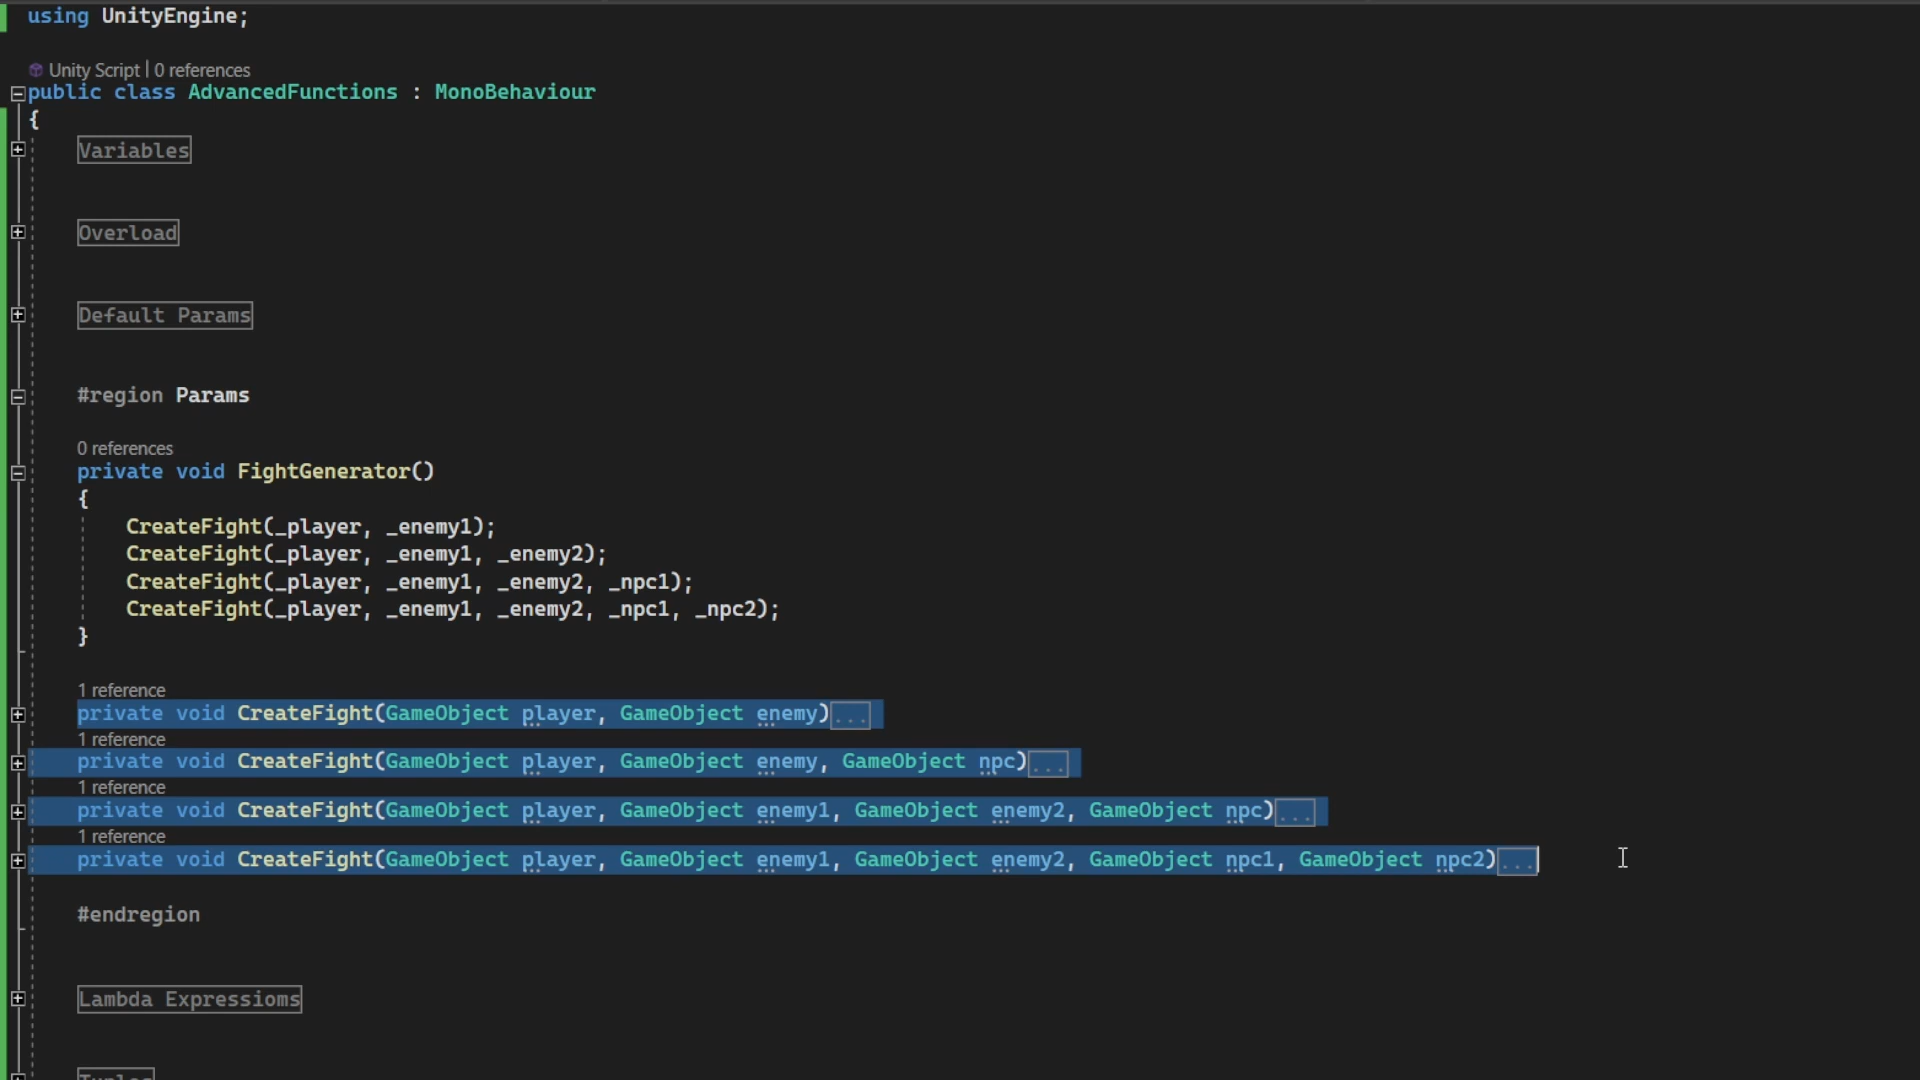 using UnityEngine;
Unity Script | 0 references
public class AdvancedFunctions : MonoBehaviour
{
Variables
Overload
Default Params
#region Params
0 references
private void FightGenerator()
{
CreateFight(_player, _enemy1);
CreateFight(_player, _enemy1, _enemy2);
CreateFight(_player, _enemy1, _enemy2, _npc1);
CreateFight(_player, _enemy1, _enemy2, _npc1, _npc2);
}
1 reference
private void CreateFight(GameObject player, GameObject enemy)...
1 reference
private void CreateFight(GameObject player, GameObject enemy, GameObject npc)...
1 reference
private void CreateFight(GameObject player, GameObject enemy1, GameObject enemy2, GameObject npc)...
1 reference
private void CreateFight(GameObject player, GameObject enemy1, GameObject enemy2, GameObject npc1, GameObject npc2)...
#endregion
Lambda Expressioms
Tuples